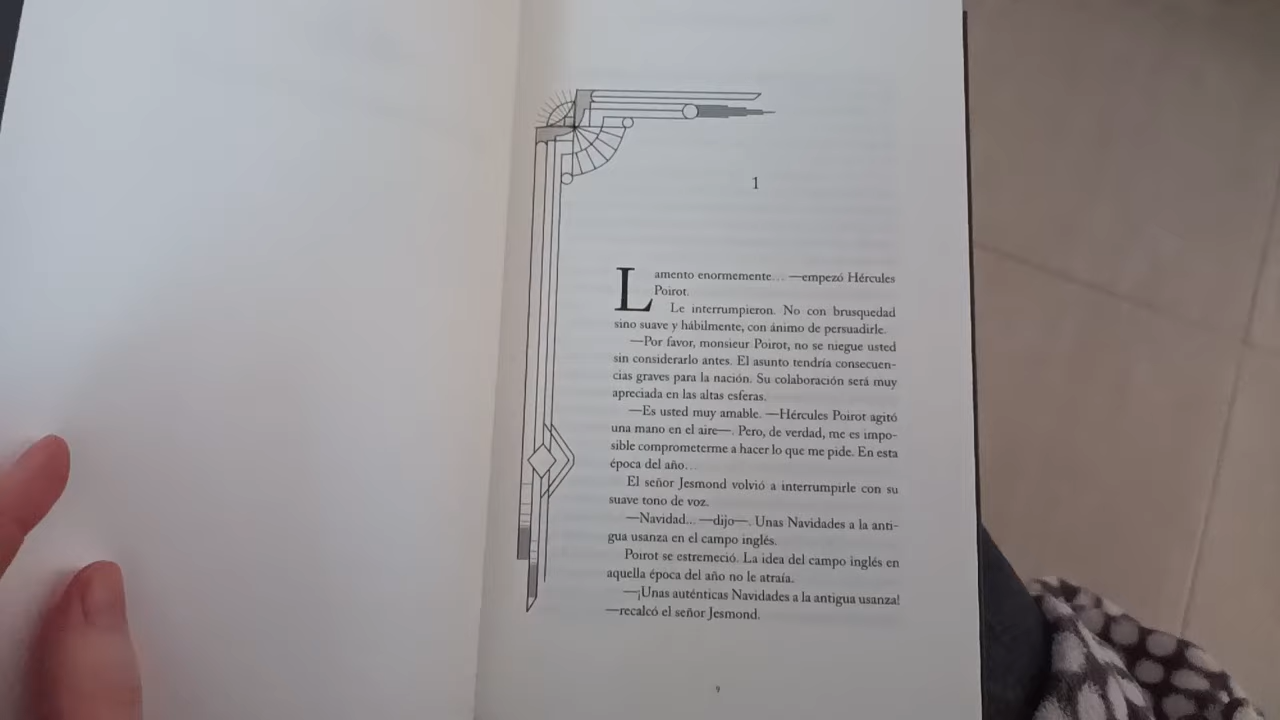 1
Lamento enormemente... —empezó Hércules
Poirot.
Le interrumpieron. No con brusquedad
sino suave y hábilmente, con ánimo de persuadirle.
—Por favor, monsieur Poirot, no se niegue usted
sin considerarlo antes. El asunto tendría consecuen-
cias graves para la nación. Su colaboración será muy
apreciada en las altas esferas.
—Es usted muy amable. —Hércules Poirot agitó
una mano en el aire—. Pero, de verdad, me es impo-
sible comprometerme a hacer lo que me pide. En esta
época del año...
El señor Jesmond volvió a interrumpirle con su
suave tono de voz.
—Navidad... —dijo—. Unas Navidades a la anti-
gua usanza en el campo inglés.
Poirot se estremeció. La idea del campo inglés en
aquella época del año no le atraía.
—¡Unas auténticas Navidades a la antigua usanza!
—recalcó el señor Jesmond.
9